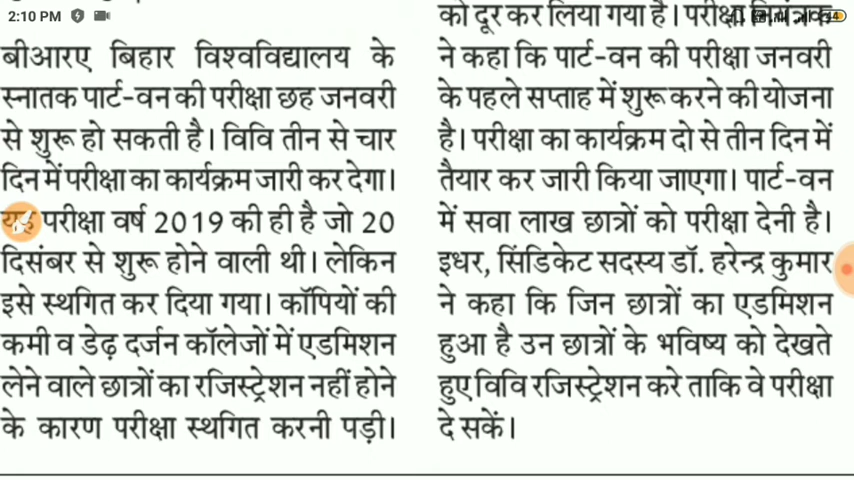 2:10 PM
14
बीआरए बिहार विश्वविद्यालय के
स्नातक पार्ट-वन की परीक्षा छह जनवरी
से शुरू हो सकती है। विवि तीन से चार
दिन में परीक्षा का कार्यक्रम जारी कर देगा।
यह परीक्षा वर्ष 2019 की ही है जो 20
दिसंबर से शुरू होने वाली थी। लेकिन
इसे स्थगित कर दिया गया। कॉपियों की
कमी व डेढ़ दर्जन कॉलेजों में एडमिशन
लेने वाले छात्रों का रजिस्ट्रेशन नहीं होने
के कारण परीक्षा स्थगित करनी पड़ी।
को दूर कर लिया गया है। परीक्षा नियंत्रक
ने कहा कि पार्ट-वन की परीक्षा जनवरी
के पहले सप्ताह में शुरू करने की योजना
है। परीक्षा का कार्यक्रम दो से तीन दिन में
तैयार कर जारी किया जाएगा। पार्ट-वन
में सवा लाख छात्रों को परीक्षा देनी है।
इधर, सिंडिकेट सदस्य डॉ. हरेन्द्र कुमार
ने कहा कि जिन छात्रों का एडमिशन
हुआ है उन छात्रों के भविष्य को देखते
हुए विवि रजिस्ट्रेशन करे ताकि वे परीक्षा
दे सकें।